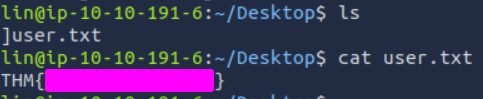 lin@ip-10-10-191-6:~/Desktop$ ls
]user.txt
lin@ip-10-10-191-6:~/Desktop$ cat user.txt
THM{ }